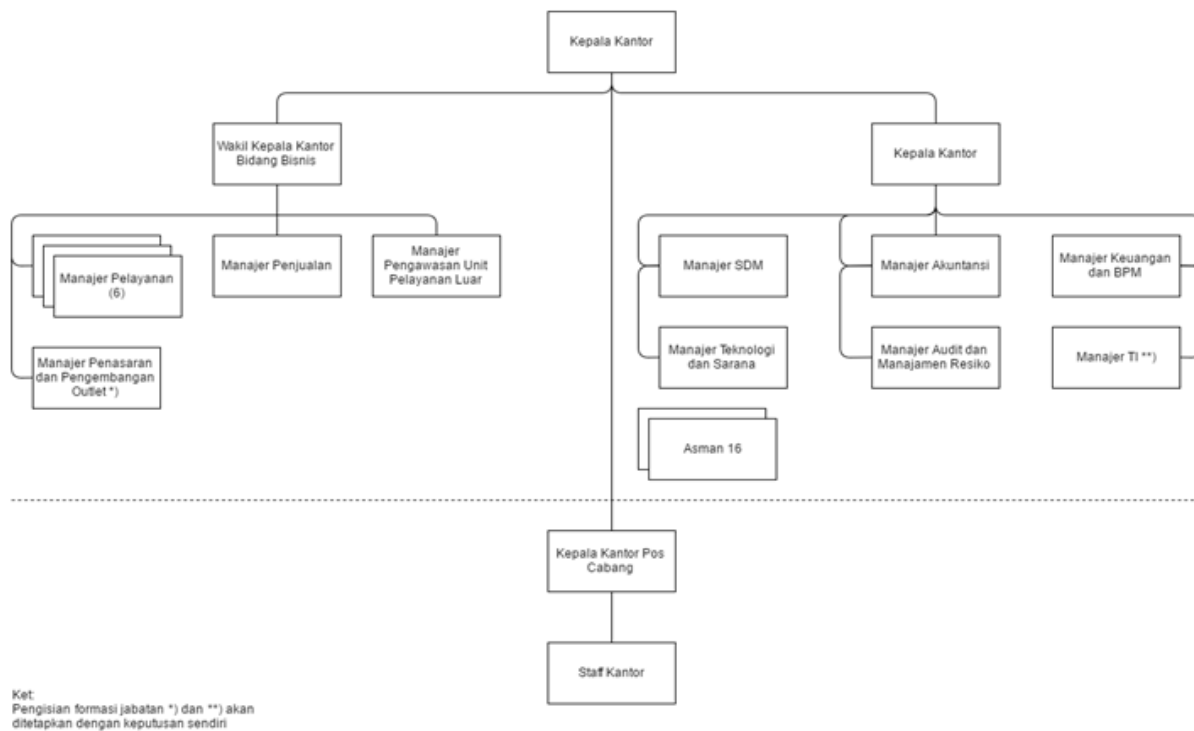 Kepala Kantor
Wakil Kepala Kantor
Bidang Bisnis
Kepala Kantor
Manajer Pelayanan
(6)
Manajer Penjualan
Manajer
Pengawasan Unit
Pelayanan Luar
Manajer SDM
Manajer Akuntansi
Manajer Keuangan
dan BPM
Manajer Penasaran
dan Pengembangan
Outlet *)
Manajer Teknologi
dan Sarana
Manajer Audit dan
Manajamen Resiko
Manajer TI **)
Asman 16
Kepala Kantor Pos
Cabang
Staff Kantor
Ket:
Pengisian formasi jabatan *) dan **) akan
ditetapkan dengan keputusan sendiri